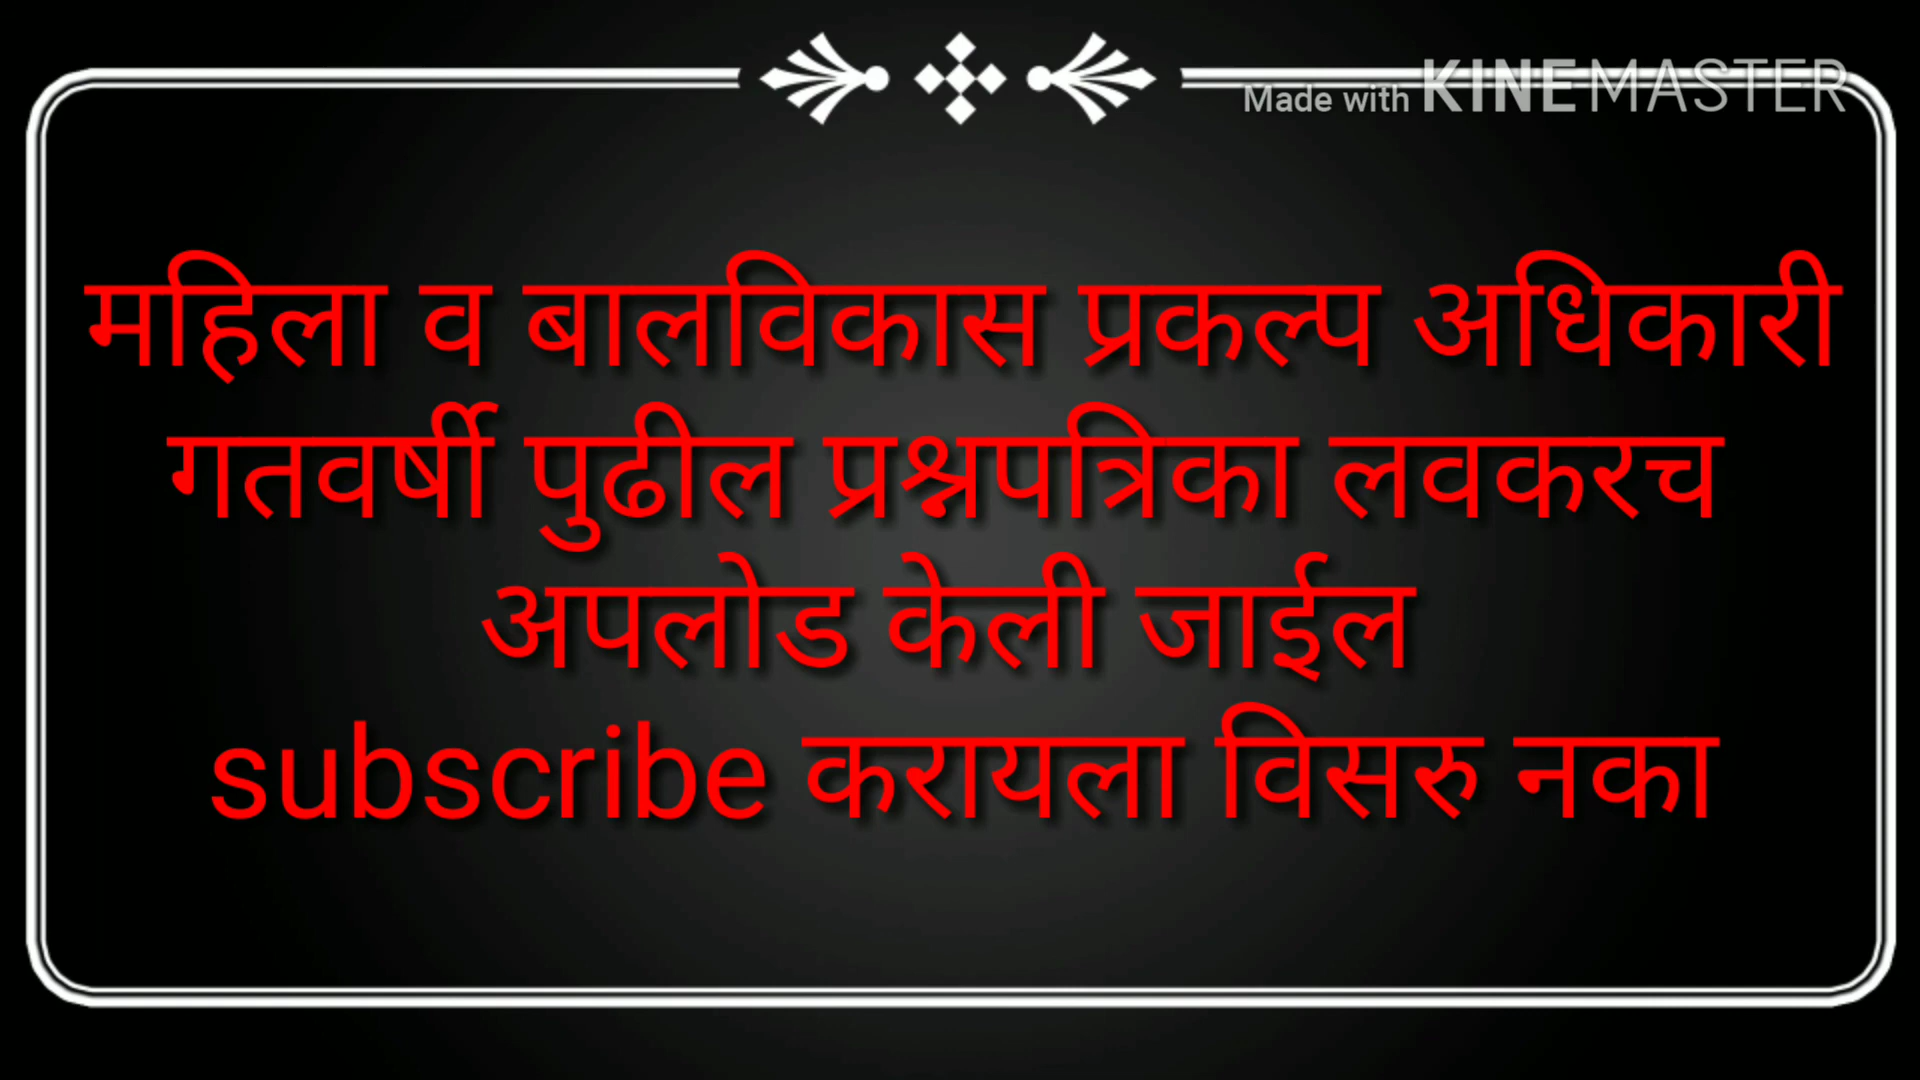 Made with KINEMASTER
महिला व बालविकास प्रकल्प अधिकारी
गतवर्षी पुढील प्रश्नपत्रिका लवकरच
अपलोड केली जाईल
subscribe करायला विसरु नका